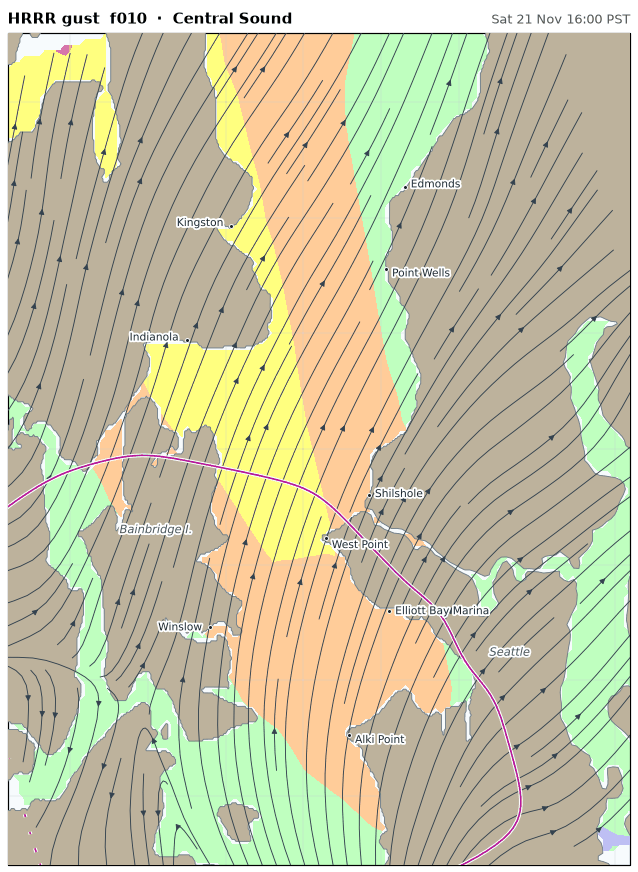 HRRR gust f010 · Central Sound
Sat 21 Nov 16:00 PST
Edmonds
Kingston
Point Wells
Indianola
Shilshole
Bainbridge I.
West Point
Elliott Bay Marina
Winslow
Seattle
Alki Point